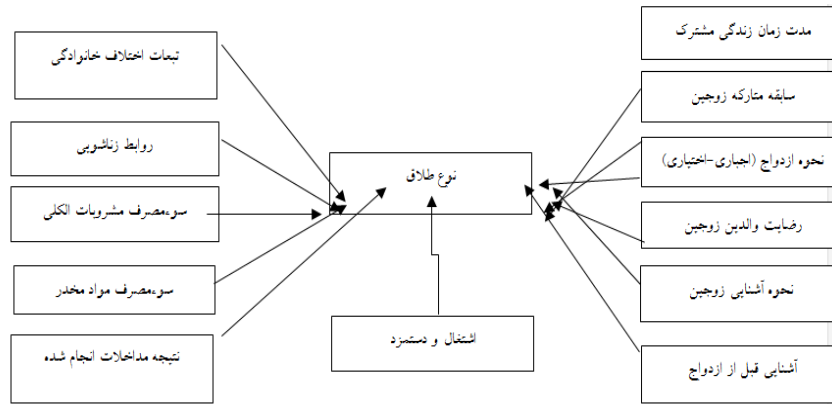 مدت زمان زندگی مشترک
سابقه متارکه زوجین
نحوه ازدواج (اجباری-اختیاری)
رضایت والدین زوجین
نحوه آشنایی زوجین
آشنایی قبل از ازدواج
نوع طلاق
اشتغال و دستمزد
تبعات اختلاف خانوادگی
روابط زناشویی
سوءمصرف مشروبات الکلی
سوءمصرف مواد مخدر
نتیجه مداخلات انجام شده